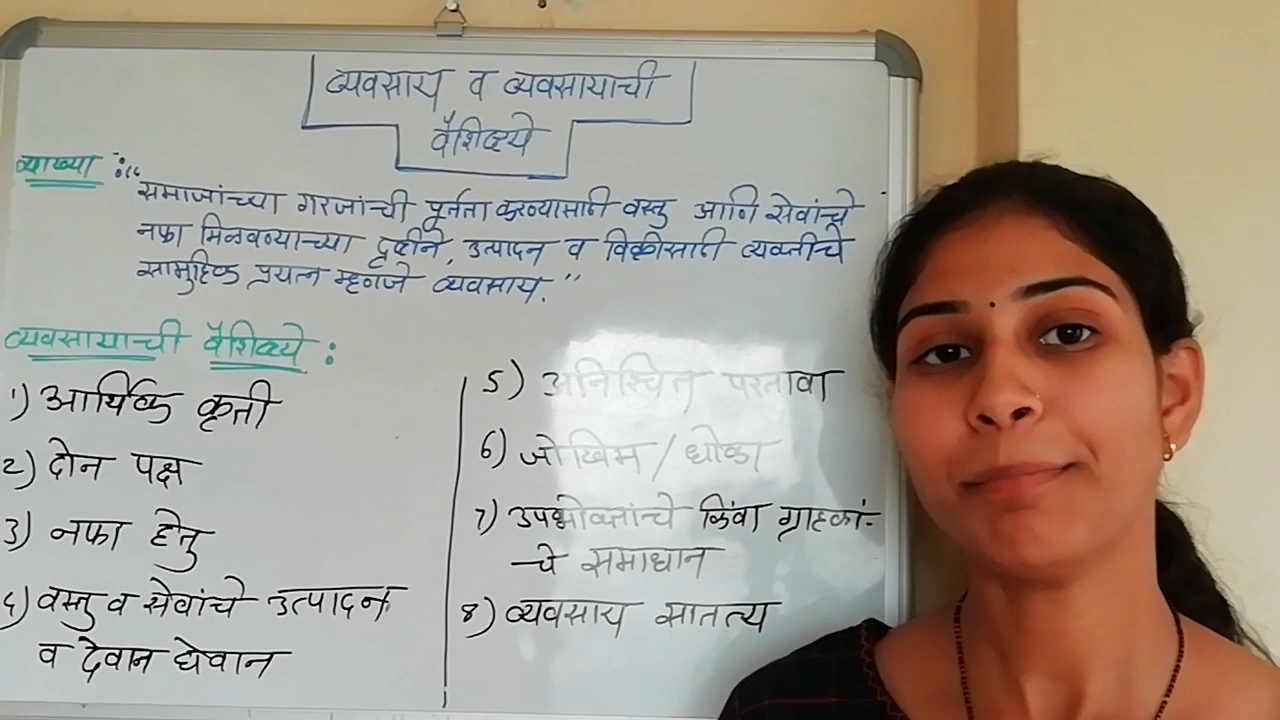 व्यवसाय व व्यवसायाची
वैशिष्ट्ये
व्याख्या :
“समाजांच्या गरजांची पूर्तता करण्यासाठी वस्तु आणि सेवांचे
नफा मिळवण्याच्या दृष्टीने, उत्पादन व विक्रीसाठी व्यक्तीचे
सामुहिक प्रयत्न म्हणजे व्यवसाय.”
व्यवसायाची वैशिष्ट्ये :
1) आर्थिक कृती
2) दोन पक्ष
3) नफा हेतु
4) वस्तु व सेवांचे उत्पादन
व देवान घेवान
5) अनिश्चित परतावा
6) जोखिम / धोका
7) उपभोक्तांचे किंवा ग्राहकां-
-चे समाधान
8) व्यवसाय सातत्य